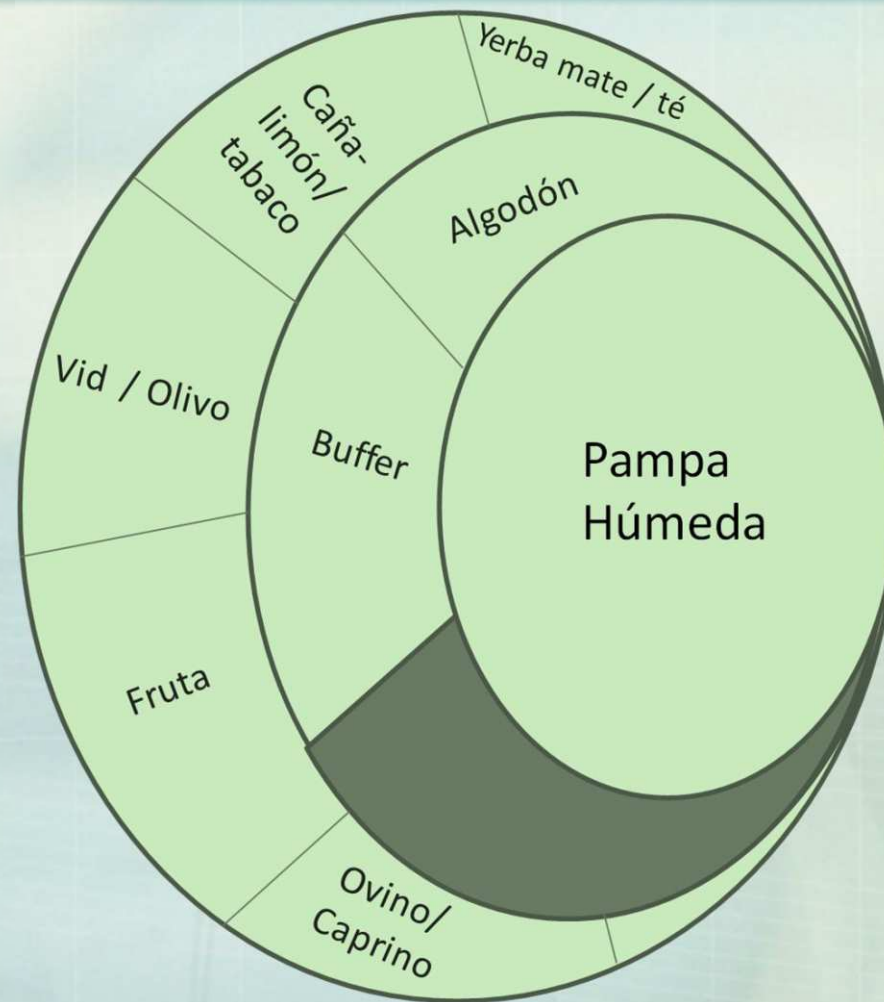 Yerba mate / té
Caña-
limón/
tabaco
Algodón
Vid / Olivo
Buffer
Pampa
Húmeda
Fruta
Ovino/
Caprino